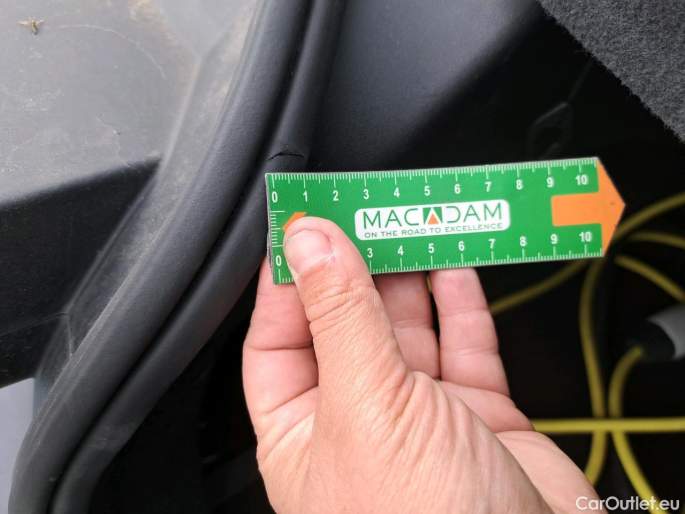 0 1 2 3 4 5 6 7 8 9 10
MACADAM
ON THE ROAD TO EXCELLENCE
0 3 4 5 6 7 8 9 10
CarOutlet.eu